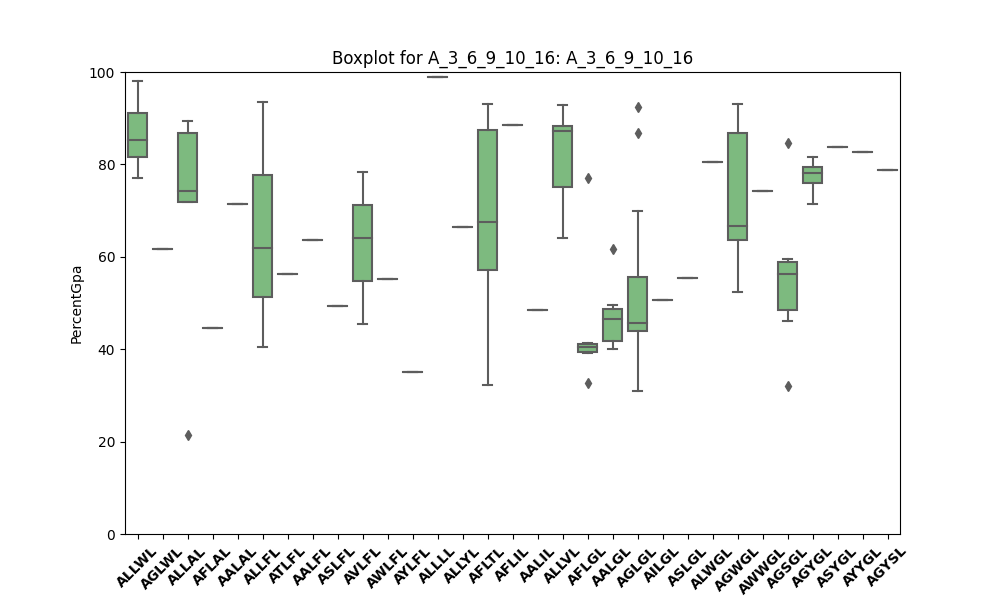 Boxplot for A_3_6_9_10_16: A_3_6_9_10_16
PercentGpa
100
80
60
40
20
0
ALLWL AGLWL ALLAL AFLAL AALAL ALLFL ATLFL AALFL ASLFL AVLFL AWLFL AYLFL ALLLL ALLYL AFLTL AFLIL AALIL ALLVL AFLGL AALGL AGLGL AILGL ASLGL ALWGL AGWGL AWWGL AGSGL AGYGL ASYGL AYYGL AGYSL